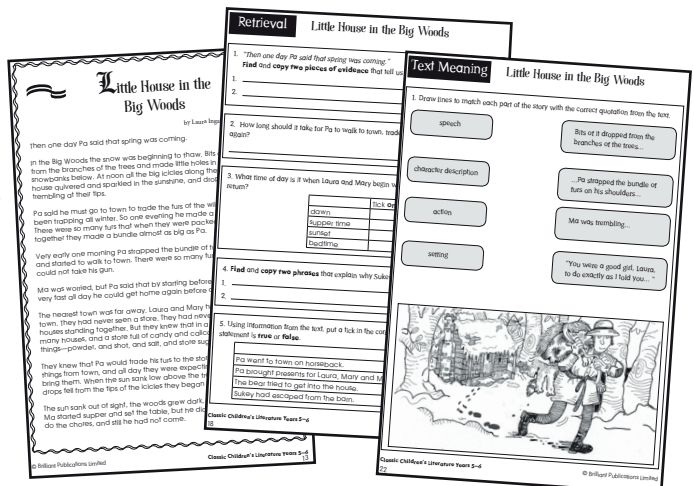 Little House in the
Big Woods
by Laura Inga
Then one day Pa said that spring was coming.
In the Big Woods the snow was beginning to thaw. Bits
from the branches of the trees and made little holes in
snowbanks below. At noon all the big icicles along the
house quivered and sparkled in the sunshine, and drop
trembling at their tips.
Pa said he must go to town to trade the furs of the wil
been trapping all winter. So one evening he made a
There were so many furs that when they were packed
together they made a bundle almost as big as Pa.
Very early one morning Pa strapped the bundle of f
and started to walk to town. There were so many fur
could not take his gun.
Ma was worried, but Pa said that by starting before
very fast all day he could get home again before d
The nearest town was far away. Laura and Mary h
town. They had never seen a store. They had neve
houses standing together. But they knew that in a
many houses, and a store full of candy and calico
things—powder, and shot, and salt, and store sug
They knew that Pa would trade his furs to the sto
things from town, and all day they were expectin
bring them. When the sun sank low above the tr
drops fell from the tips of the icicles they began
The sun sank out of sight, the woods grew dark,
Ma started supper and set the table, but he did
do the chores, and still he had not come.
© Brilliant Publications Limited
Classic Children's Literature Years 5–6
13
Retrieval
Little House in the Big Woods
1. "Then one day Pa said that spring was coming."
Find and copy two pieces of evidence that tell us
1.
2.
2. How long should it take for Pa to walk to town, trade
again?
3. What time of day is it when Laura and Mary begin w
return?
Tick on
dawn
supper time
sunset
bedtime
4. Find and copy two phrases that explain why Sukey
1.
2.
5. Using information from the text, put a tick in the cor
statement is true or false.
Pa went to town on horseback.
Pa brought presents for Laura, Mary and M
The bear tried to get into the house.
Sukey had escaped from the barn.
Classic Children's Literature Years 5–6
18
Text Meaning
Little House in the Big Woods
1. Draw lines to match each part of the story with the correct quotation from the text.
speech
character description
action
setting
Bits of it dropped from the
branches of the trees...
...Pa strapped the bundle of
furs on his shoulders...
Ma was trembling...
"You were a good girl, Laura,
to do exactly as I told you..."
Classic Children's Literature Years 5–6
22
© Brilliant Publications Limited